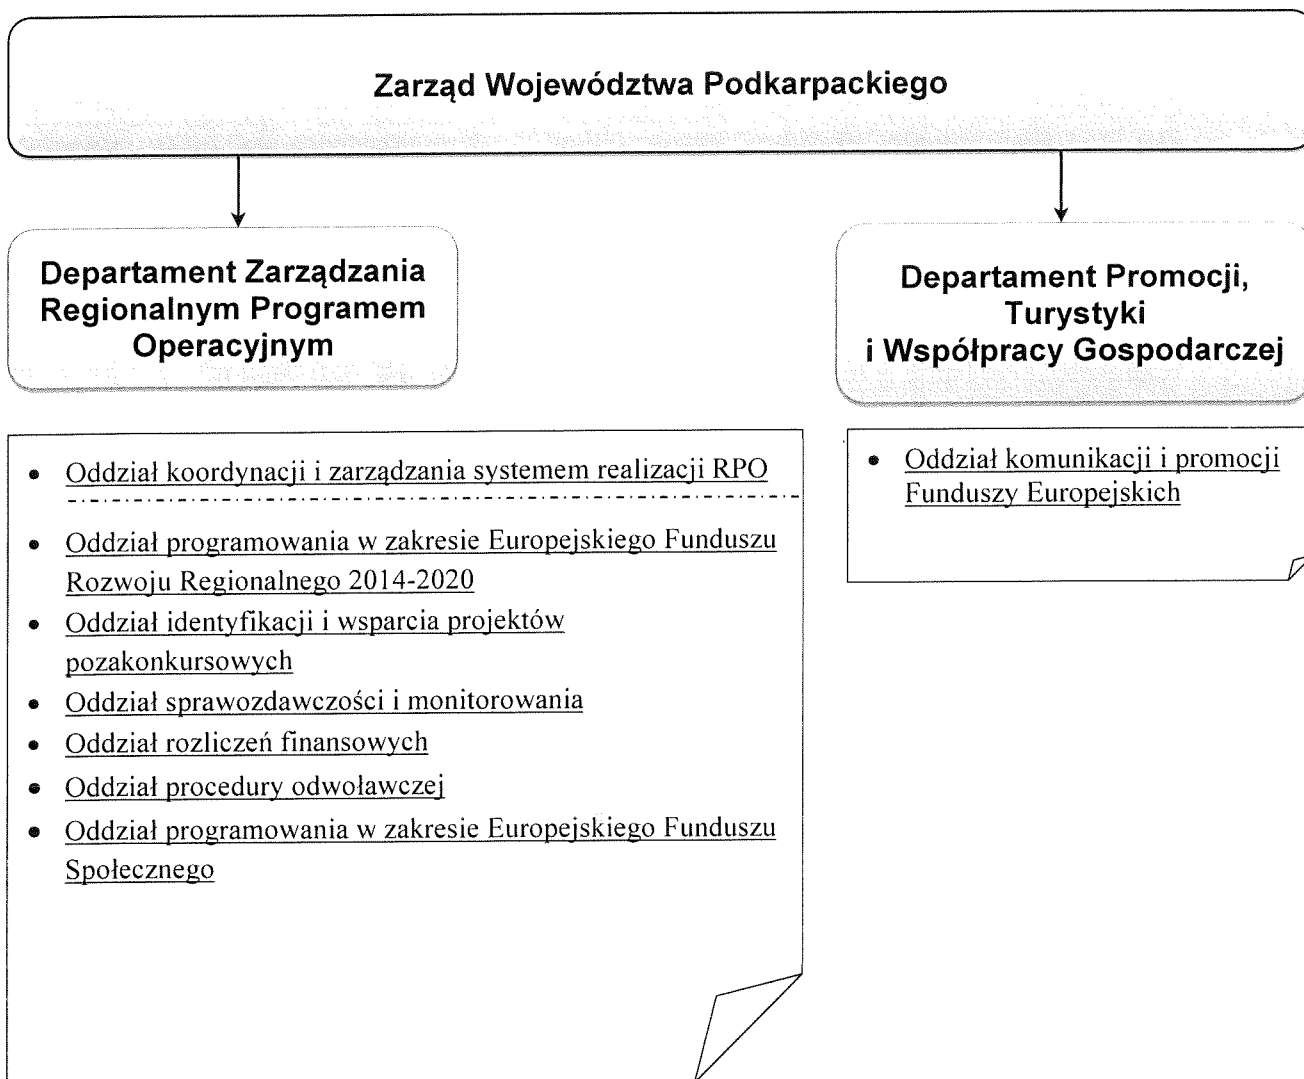 Zarząd Województwa Podkarpackiego
Departament Zarządzania
Regionalnym Programem
Operacyjnym
Departament Promocji,
Turystyki
i Współpracy Gospodarczej
• Oddział koordynacji i zarządzania systemem realizacji RPO
• Oddział programowania w zakresie Europejskiego Funduszu
Rozwoju Regionalnego 2014-2020
• Oddział identyfikacji i wsparcia projektów
pozakonkursowych
• Oddział sprawozdawczości i monitorowania
• Oddział rozliczeń finansowych
• Oddział procedury odwoławczej
• Oddział programowania w zakresie Europejskiego Funduszu
Społecznego
• Oddział komunikacji i promocji
Funduszy Europejskich